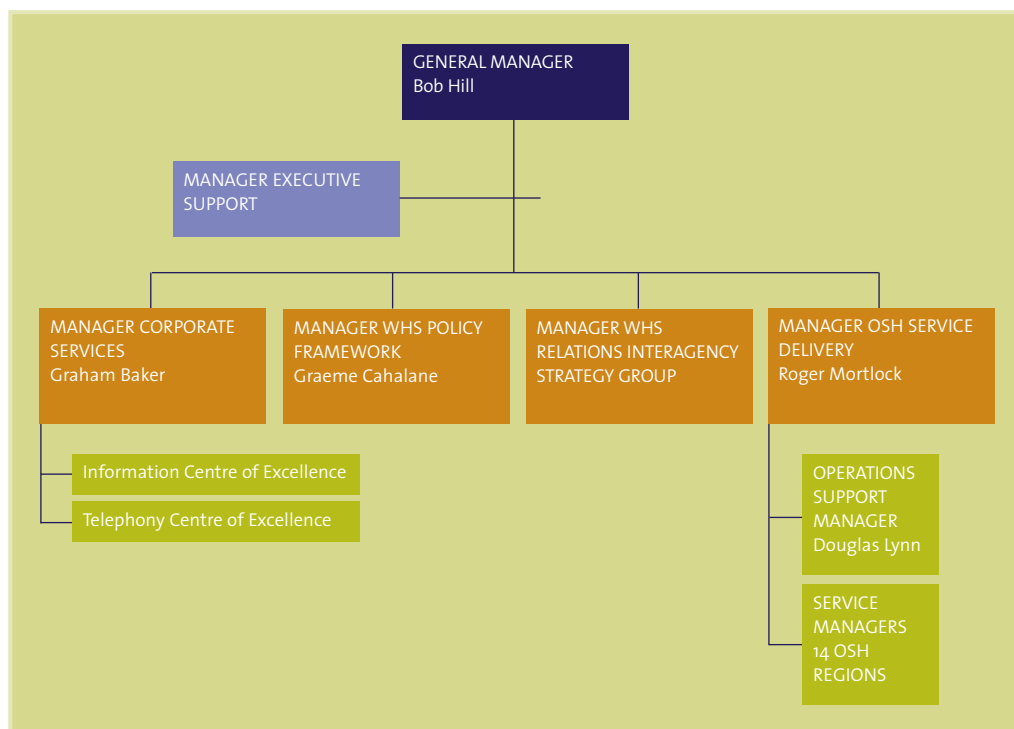 GENERAL MANAGER
Bob Hill
MANAGER EXECUTIVE
SUPPORT
MANAGER CORPORATE
SERVICES
Graham Baker
MANAGER WHS POLICY
FRAMEWORK
Graeme Cahalane
MANAGER WHS
RELATIONS INTERAGENCY
STRATEGY GROUP
MANAGER OSH SERVICE
DELIVERY
Roger Mortlock
Information Centre of Excellence
Telephony Centre of Excellence
OPERATIONS
SUPPORT
MANAGER
Douglas Lynn
SERVICE
MANAGERS
14 OSH
REGIONS